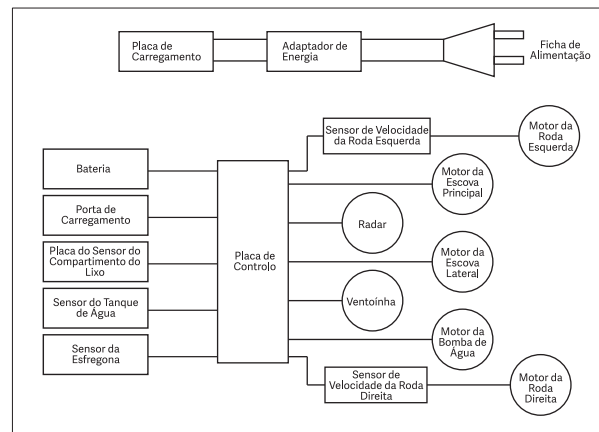 Placa de
Carregamento
Adaptador de
Energía
Ficha de
Alimentação
Sensor de Velocidade
da Roda Esquerda
Motor da
Roda
Esquerda
Bateria
Motor da
Escova
Principal
Porta de
Carregamento
Radar
Placa do Sensor do
Compartimento do
Lixo
Placa de
Controlo
Motor da
Escova
Lateral
Sensor do Tanque
de Água
Ventoínha
Sensor da
Esfregona
Motor da
Bomba de
Água
Sensor de
Velocidade da Roda
Direita
Motor da
Roda
Direita